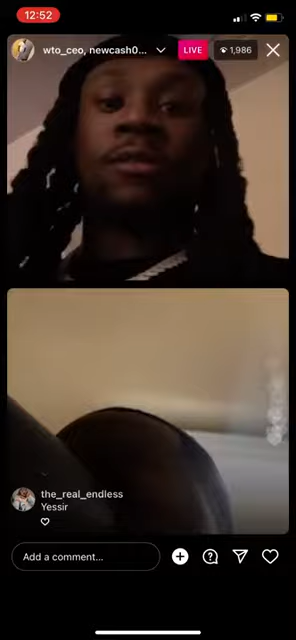 12:52
wto_ceo, newcash0...
LIVE
1,986
the_real_endless
Yessir
Add a comment...